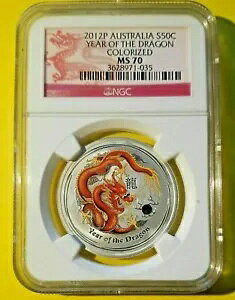 2012P AUSTRALIA S50C
YEAR OF THE DRAGON
COLORIZED
MS 70
3628971-035
NGC
龍
Year of the Dragon